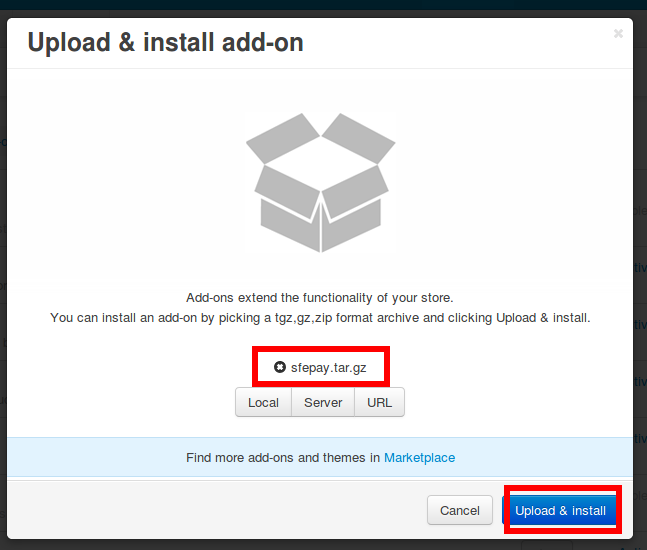 Upload & install add-on
Add-ons extend the functionality of your store.
You can install an add-on by picking a tgz,gz,zip format archive and clicking Upload & install.
sfepay.tar.gz
Local Server URL
Find more add-ons and themes in Marketplace
Cancel Upload & install